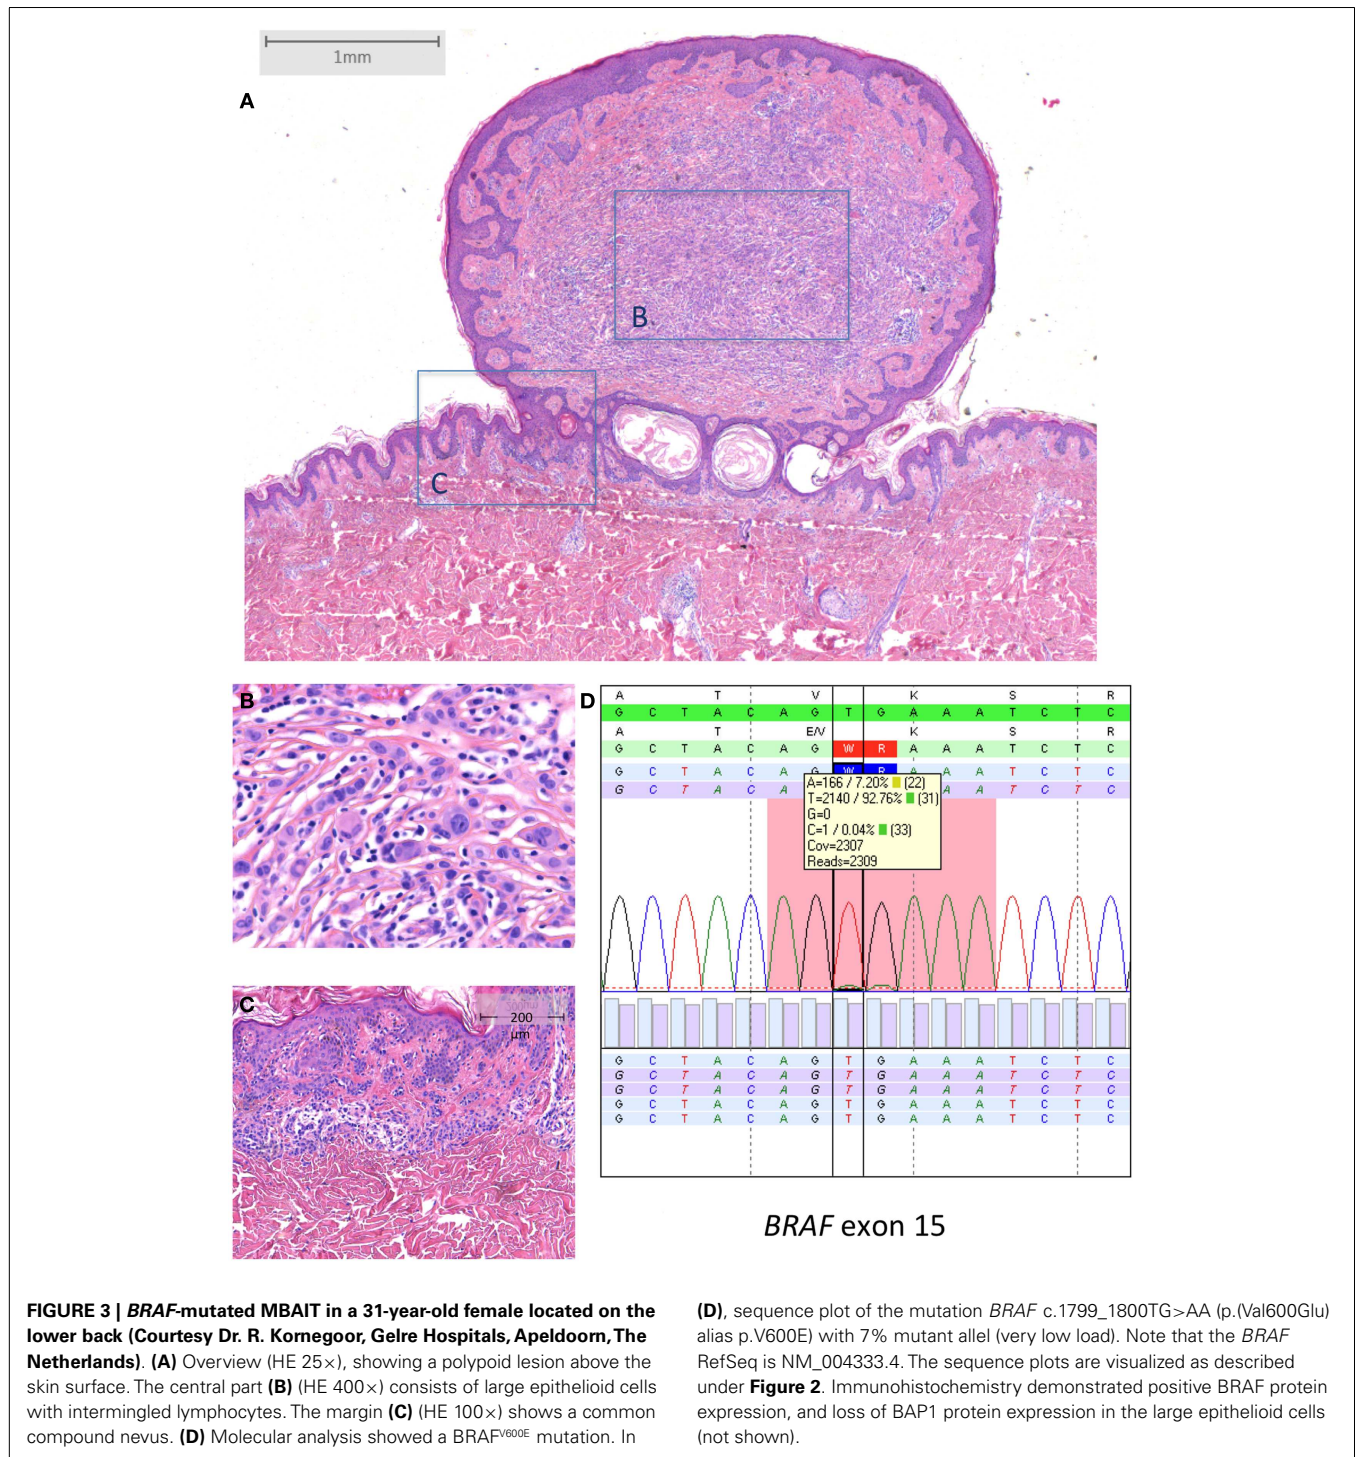 1mm
A
B
C
B
C
200
μm
D
A T V K S R
G C T A C A G T G A A A T C T C
A T E/V K S R
G C T A C A G W R A A A T C T C
G C T A C A G W R A A A T C T C
G C T A C A A A T C T C
A=166 / 7.20% (22)
T=2140 / 92.76% (31)
G=0
C=1 / 0.04% (33)
Cov=2307
Reads=2309
G C T A C A G T G A A A T C T C
G C T A C A G T G A A A T C T C
G C T A C A G T G A A A T C T C
G C T A C A G T G A A A T C T C
G C T A C A G T G A A A T C T C
BRAF exon 15
FIGURE 3 | BRAF-mutated MBAIT in a 31-year-old female located on the
lower back (Courtesy Dr. R. Kornegoor, Gelre Hospitals, Apeldoorn, The
Netherlands). (A) Overview (HE 25×), showing a polypoid lesion above the
skin surface. The central part (B) (HE 400×) consists of large epithelioid cells
with intermingled lymphocytes. The margin (C) (HE 100×) shows a common
compound nevus. (D) Molecular analysis showed a BRAFV600E mutation. In
(D), sequence plot of the mutation BRAF c.1799_1800TG>AA (p.(Val600Glu)
alias p.V600E) with 7% mutant allel (very low load). Note that the BRAF
RefSeq is NM_004333.4. The sequence plots are visualized as described
under Figure 2. Immunohistochemistry demonstrated positive BRAF protein
expression, and loss of BAP1 protein expression in the large epithelioid cells
(not shown).